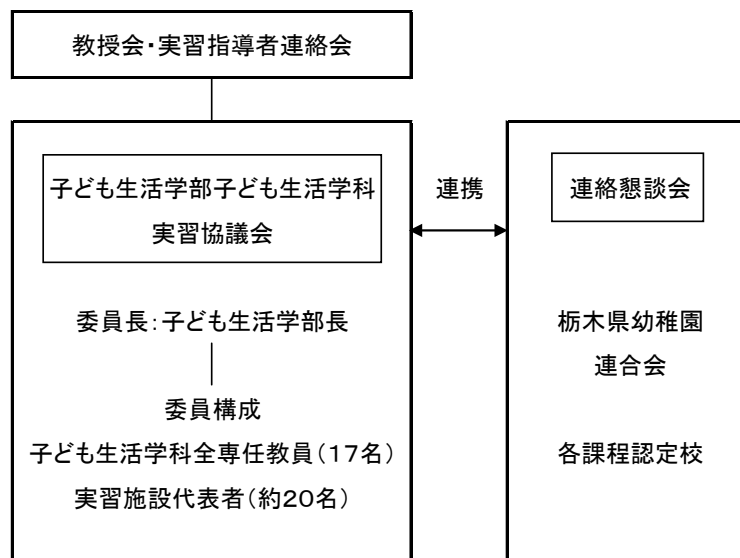 教授会・実習指導者連絡会
子ども生活学部子ども生活学科
実習協議会
委員長：子ども生活学部長
委員構成
子ども生活学科全専任教員（１７名）
実習施設代表者（約２０名）
連携
連絡懇談会
栃木県幼稚園
連合会
各課程認定校